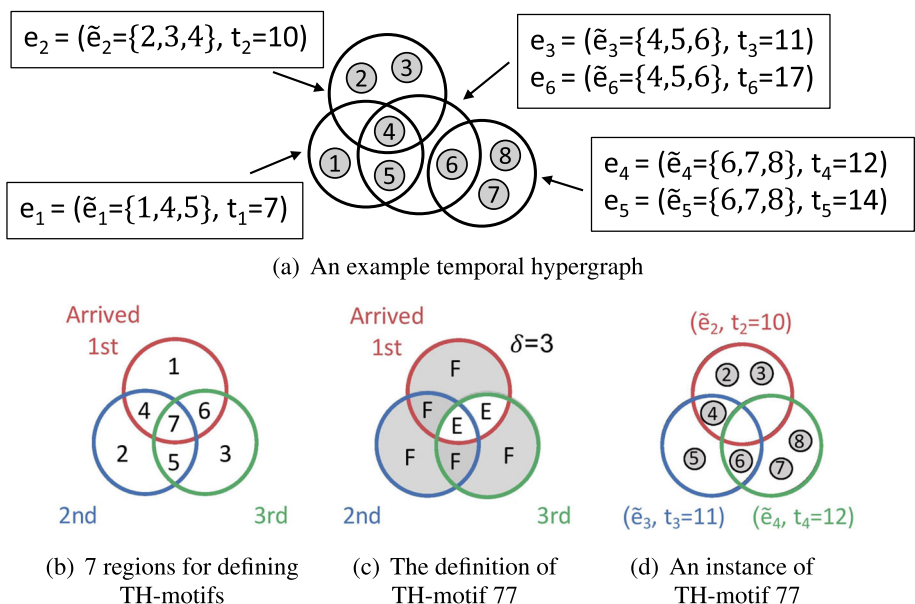 e₂ = (ẽ₂={2,3,4}, t₂=10)
e₃ = (ẽ₃={4,5,6}, t₃=11)
e₆ = (ẽ₆={4,5,6}, t₆=17)
2
3
4
1
5
6
8
7
e₄ = (ẽ₄={6,7,8}, t₄=12)
e₅ = (ẽ₅={6,7,8}, t₅=14)
e₁ = (ẽ₁={1,4,5}, t₁=7)
(a) An example temporal hypergraph
Arrived
1st
1
4
6
7
2
5
3
2nd
3rd
(b) 7 regions for defining
TH-motifs
Arrived
1st
δ=3
F
F
E
E
F
F
F
2nd
3rd
(c) The definition of
TH-motif 77
(ẽ₂, t₂=10)
2
3
4
5
6
8
7
(ẽ₃, t₃=11)
(ẽ₄, t₄=12)
(d) An instance of
TH-motif 77